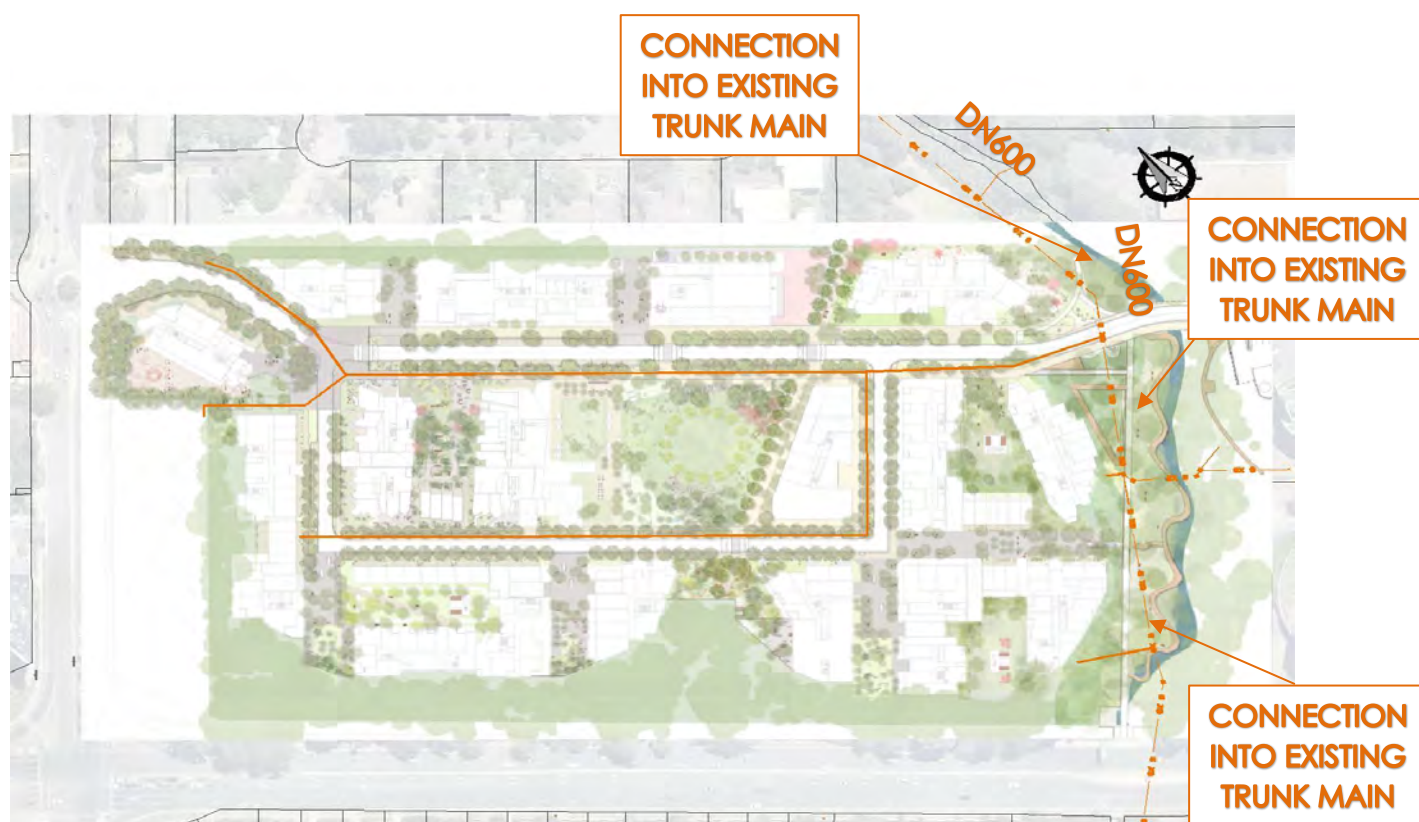 CONNECTION
INTO EXISTING
TRUNK MAIN
DN600
DN600
CONNECTION
INTO EXISTING
TRUNK MAIN
CONNECTION
INTO EXISTING
TRUNK MAIN